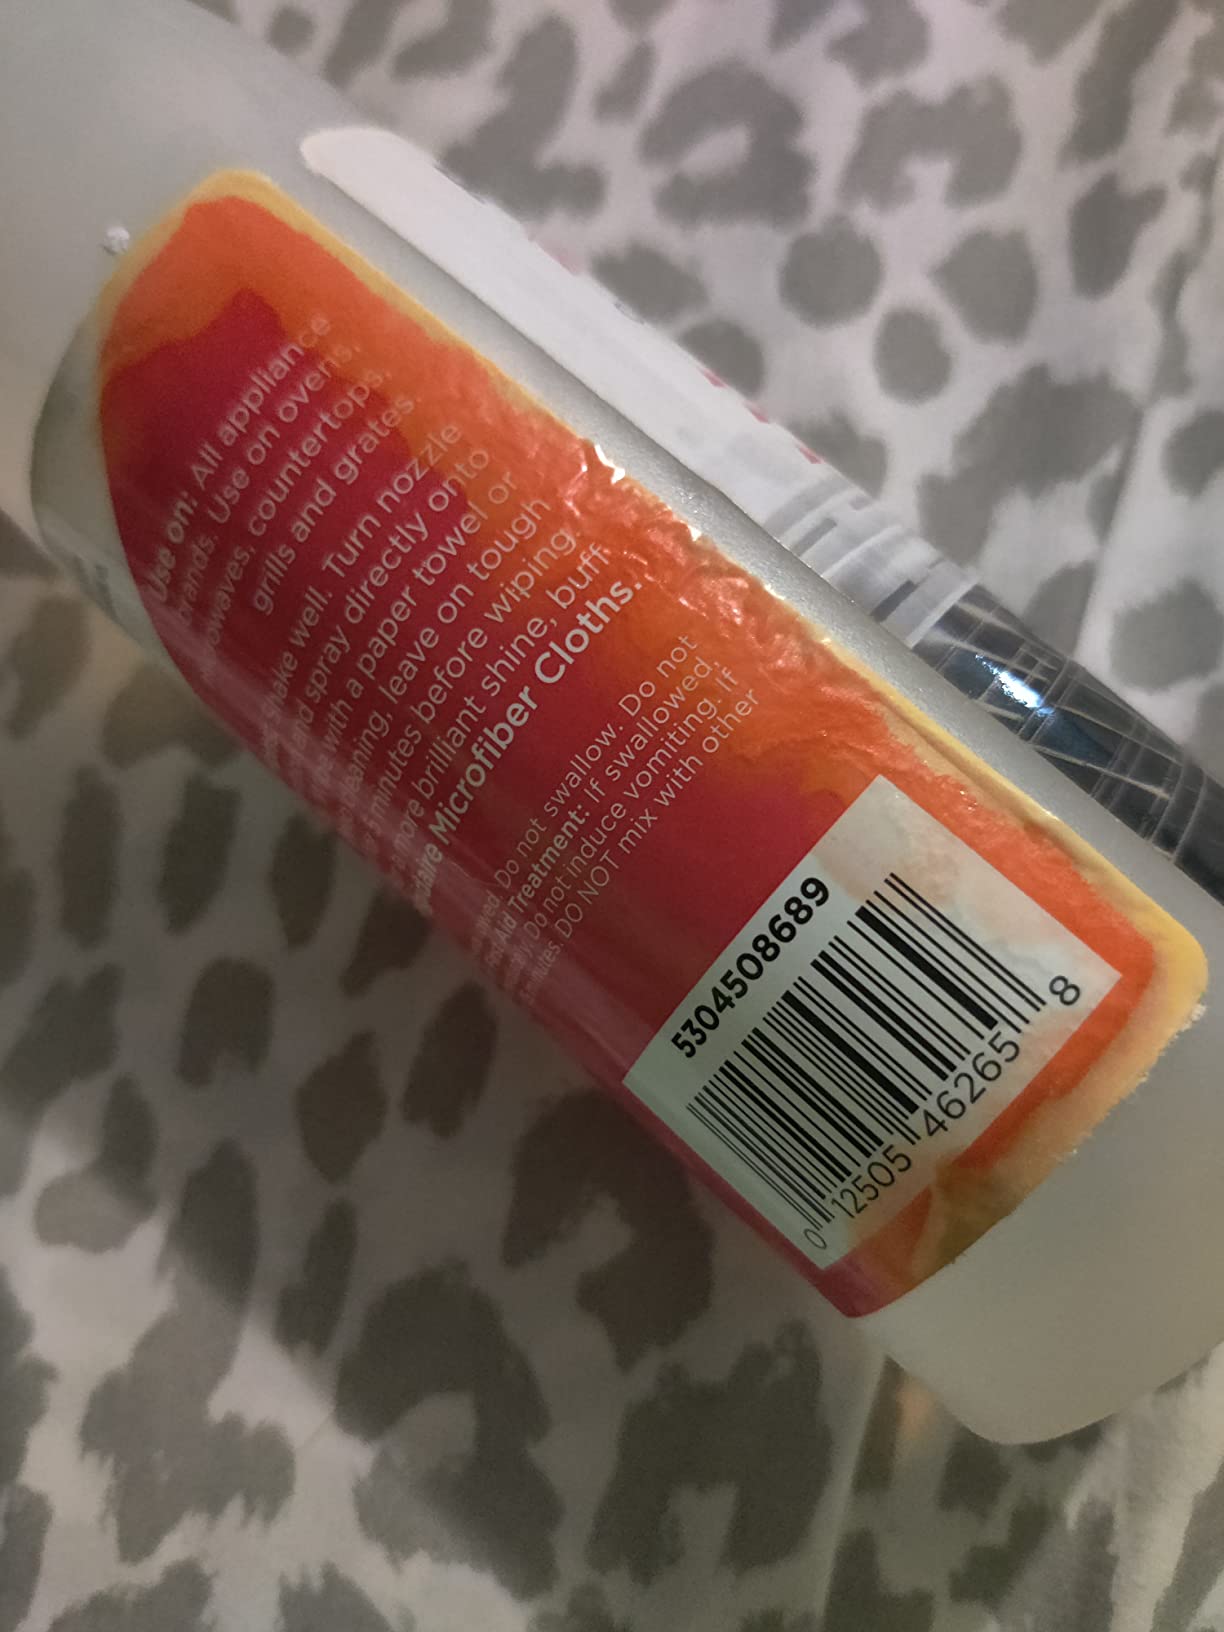 Use on: All appliance
brands. Use on ovens,
countertops,
grills and grates.
shake well. Turn nozzle
and spray directly onto
with a paper towel or
cleaning, leave on tough
5 minutes before wiping.
a more brilliant shine, buff
Microfiber Cloths.
Do not swallow. Do not
Aid Treatment: If swallowed,
Do not induce vomiting. If
DO NOT mix with other
5304508689
0 12505 46265 8